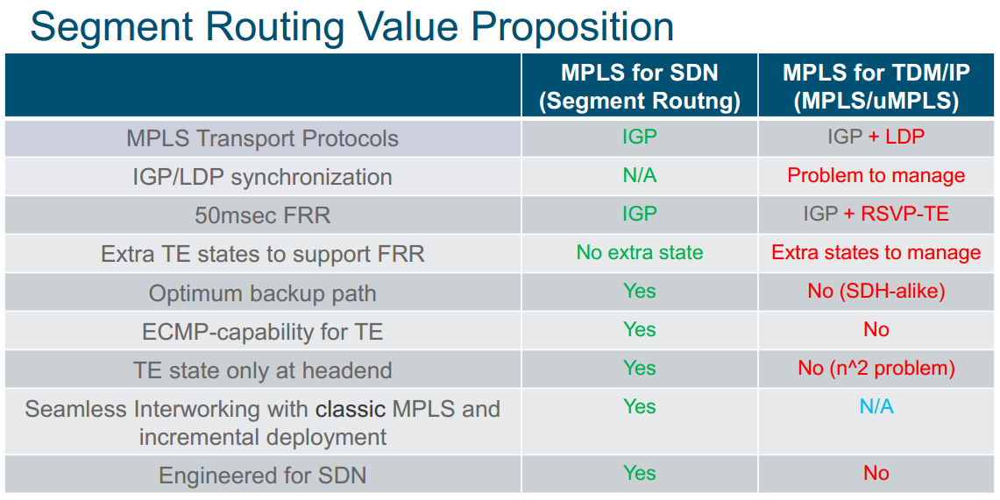 Segment Routing Value Proposition
MPLS for SDN
(Segment Routng)
MPLS for TDM/IP
(MPLS/uMPLS)
MPLS Transport Protocols
IGP
IGP + LDP
IGP/LDP synchronization
N/A
Problem to manage
50msec FRR
IGP
IGP + RSVP-TE
Extra TE states to support FRR
No extra state
Extra states to manage
Optimum backup path
Yes
No (SDH-alike)
ECMP-capability for TE
Yes
No
TE state only at headend
Yes
No (n^2 problem)
Seamless Interworking with classic MPLS and
incremental deployment
Yes
N/A
Engineered for SDN
Yes
No